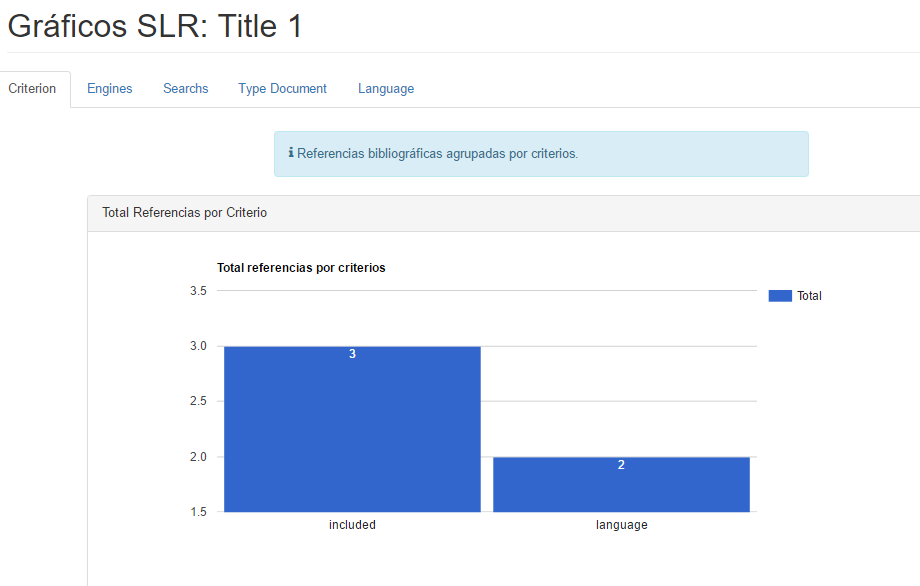 Gráficos SLR: Title 1
Criterion Engines Searchs Type Document Language
Referencias bibliográficas agrupadas por criterios.
Total Referencias por Criterio
Total referencias por criterios
3.5
Total
3.0
3
2.5
2.0
2
1.5
included language